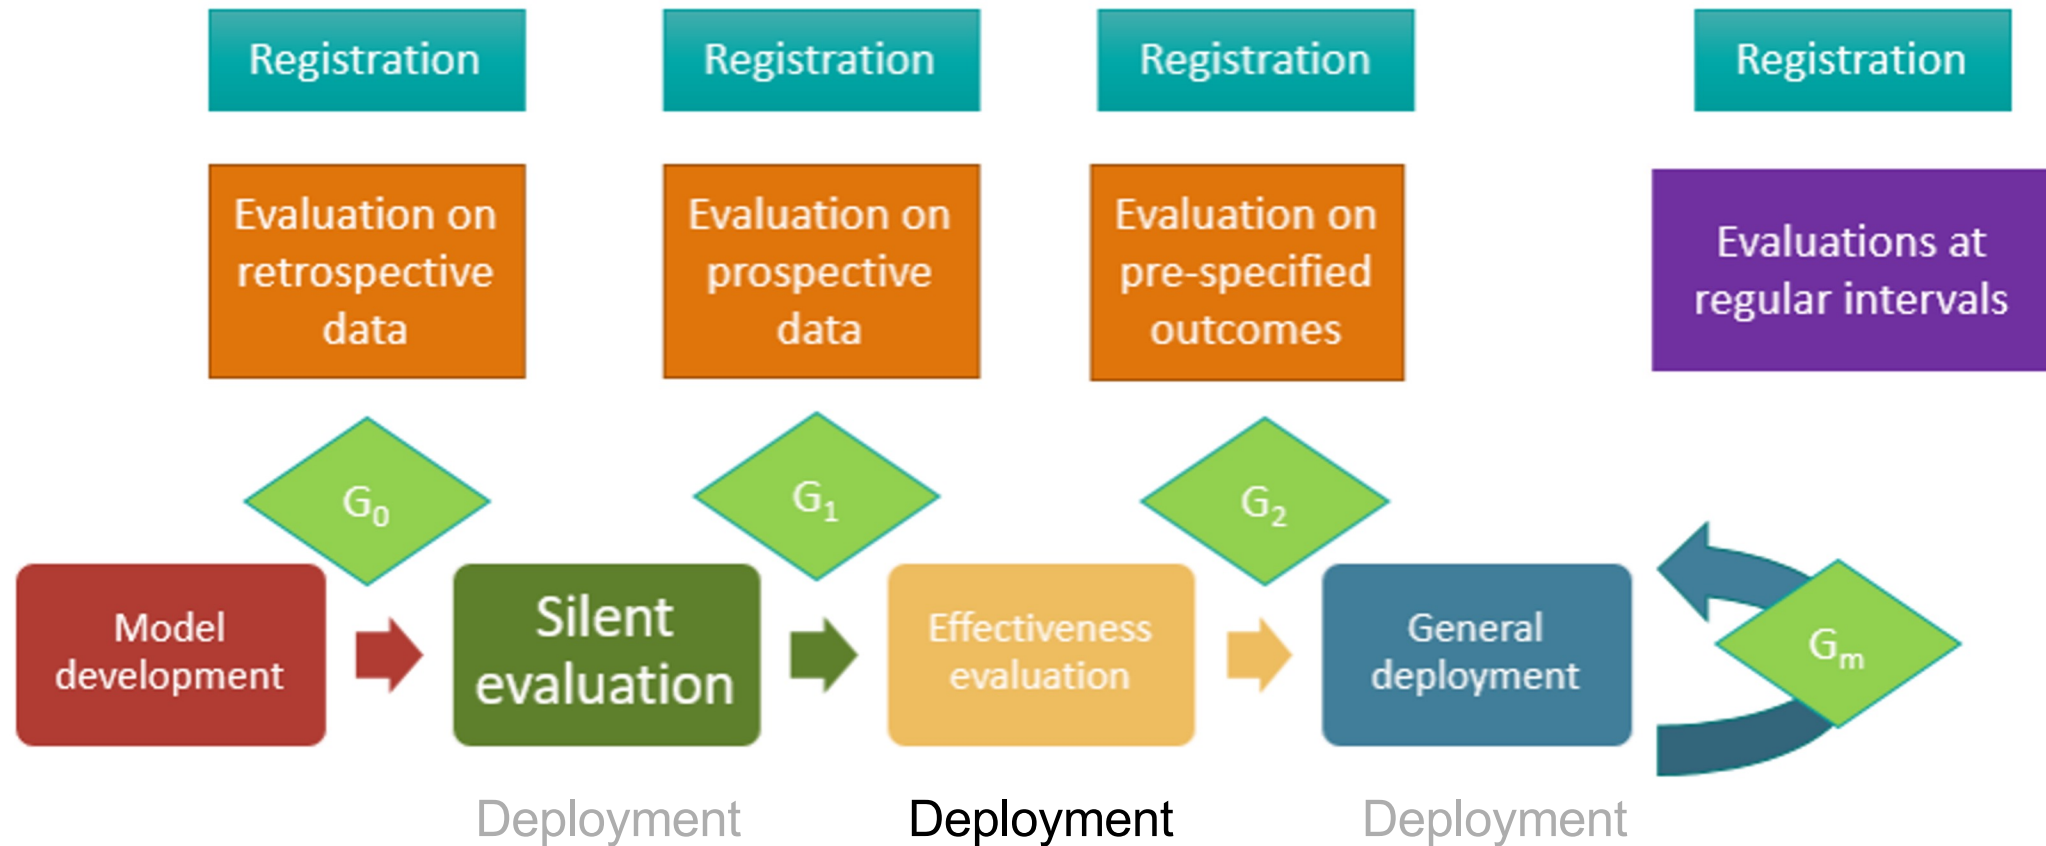 Registration
Registration
Registration
Registration
Evaluation on
retrospective
data
Evaluation on
prospective
data
Evaluation on
pre-specified
outcomes
Evaluations at
regular intervals
G₀
G₁
G₂
Gₘ
Model
development
Silent
evaluation
Effectiveness
evaluation
General
deployment
Deployment
Deployment
Deployment